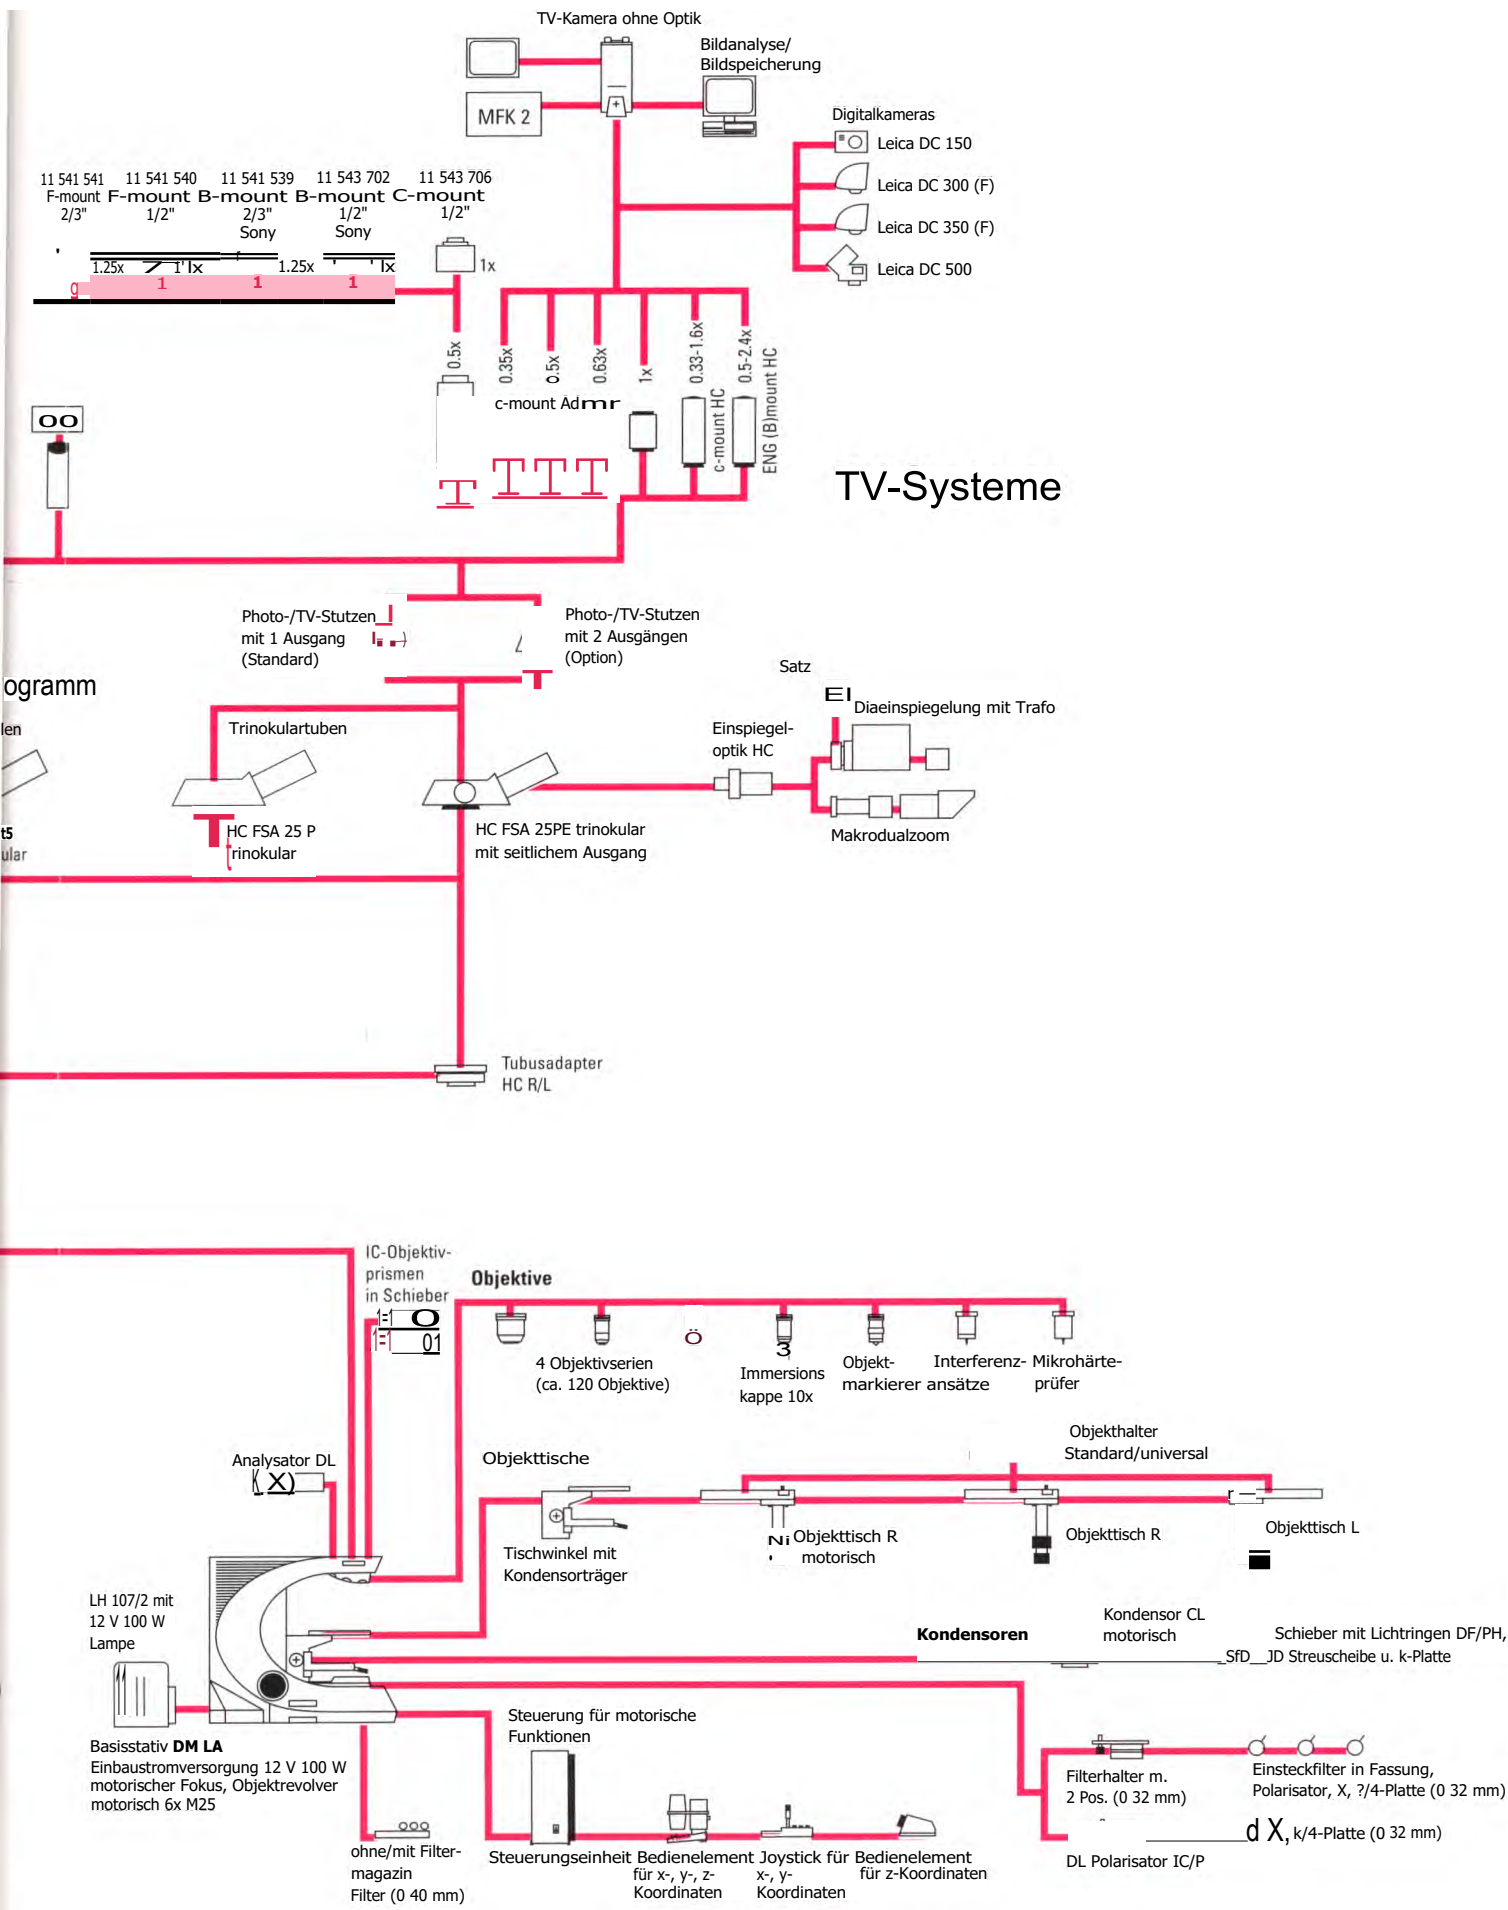 TV-Kamera ohne Optik
Bildanalyse/
Bildspeicherung
MFK 2
Digitalkameras
Leica DC 150
Leica DC 300 (F)
Leica DC 350 (F)
Leica DC 500
11 541 541 11 541 540 11 541 539 11 543 702 11 543 706
F-mount F-mount B-mount B-mount C-mount
2/3" 1/2" 2/3" 1/2" 1/2"
Sony Sony
1.25x 1.25x 1x
0.5x
0.35x
0.5x
0.63x
1x
0.33-1.6x
0.5-2.4x
c-mount HC
ENG (B)mount HC
c-mount
TV-Systeme
Photo-/TV-Stutzen
mit 1 Ausgang
(Standard)
Photo-/TV-Stutzen
mit 2 Ausgängen
(Option)
ogramm
len
Satz
Diaeinspiegelung mit Trafo
Einspiegel-
optik HC
Makrodualzoom
Trinokulartuben
HC FSA 25 P
rinokular
HC FSA 25PE trinokular
mit seitlichem Ausgang
t5
ular
Tubusadapter
HC R/L
IC-Objektiv-
prismen
in Schieber
Objektive
4 Objektivserien
(ca. 120 Objektive)
Immersions
kappe 10x
Objekt-
markierer
Interferenz-
ansätze
Mikrohärte-
prüfer
Analysator DL
Objekttische
Objekthalter
Standard/universal
Tischwinkel mit
Kondensorträger
Objekttisch R
motorisch
Objekttisch R
Objekttisch L
LH 107/2 mit
12 V 100 W
Lampe
Kondensoren
Kondensor CL
motorisch
Schieber mit Lichtringen DF/PH,
Streuscheibe u. k-Platte
Basisstativ DM LA
Einbaustromversorgung 12 V 100 W
motorischer Fokus, Objektrevolver
motorisch 6x M25
Steuerung für motorische
Funktionen
Filterhalter m.
2 Pos. (0 32 mm)
Einsteckfilter in Fassung,
Polarisator, X, ?/4-Platte (0 32 mm)
d X, k/4-Platte (0 32 mm)
DL Polarisator IC/P
ohne/mit Filter-
magazin
Filter (0 40 mm)
Steuerungseinheit
Bedienelement
für x-, y-, z-
Koordinaten
Joystick für
x-, y-
Koordinaten
Bedienelement
für z-Koordinaten